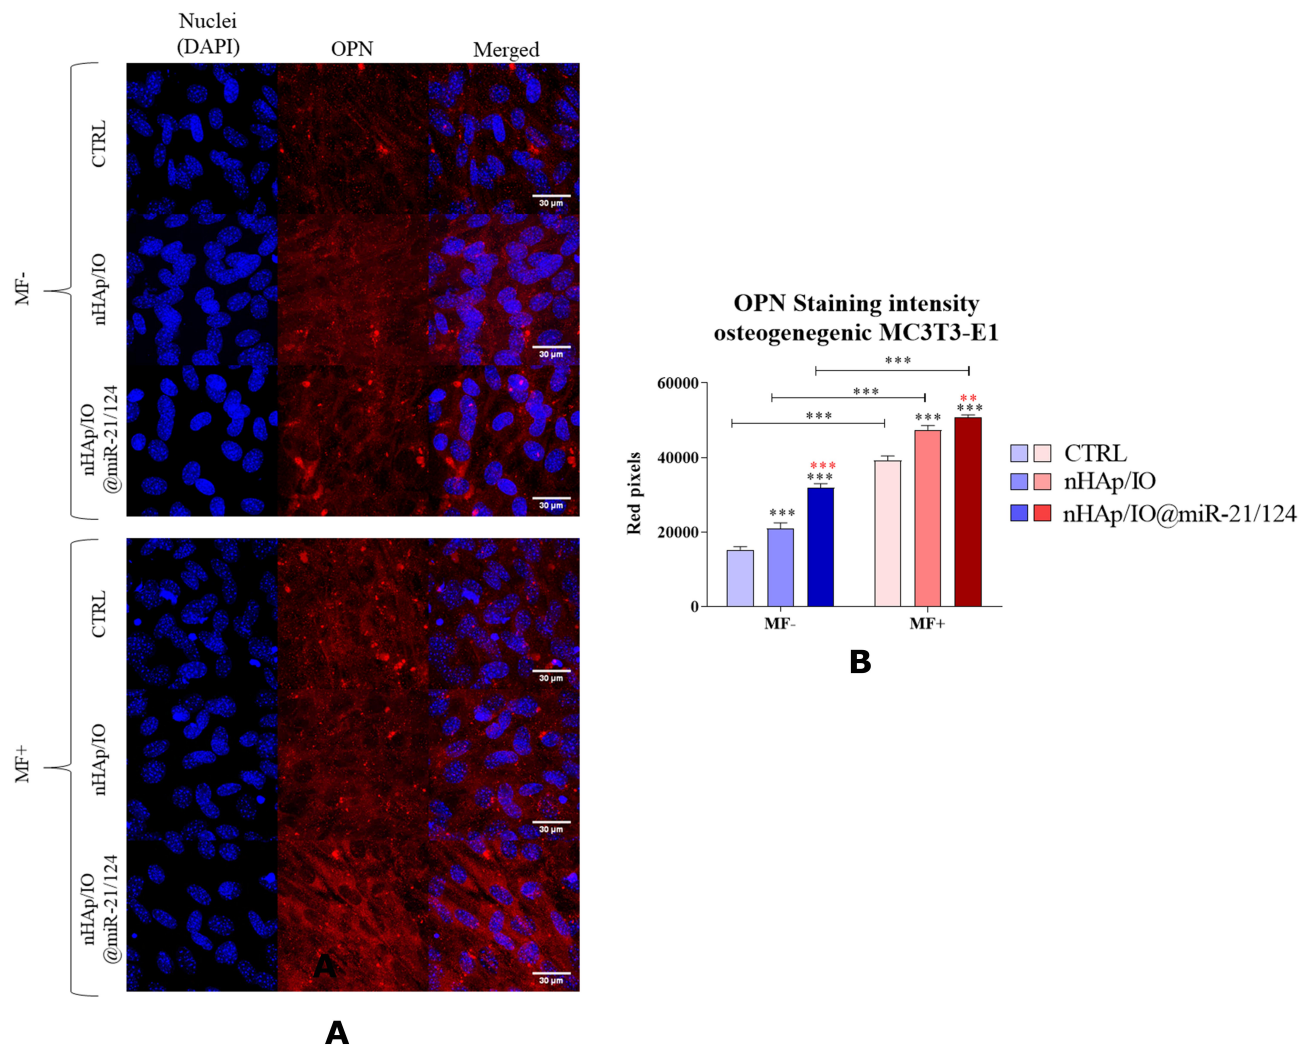 Nuclei
(DAPI)
OPN
Merged
MF-
CTRL
30 µm
nHAp/IO
30 µm
nHAp/IO
@miR-21/124
30 µm
MF+
CTRL
30 µm
nHAp/IO
30 µm
nHAp/IO
@miR-21/124
30 µm
A
A
OPN Staining intensity
osteogenegenic MC3T3-E1
Red pixels
60000
40000
20000
0
***
***
***
***
***
***
***
**
***
MF-
MF+
CTRL
nHAp/IO
nHAp/IO@miR-21/124
B